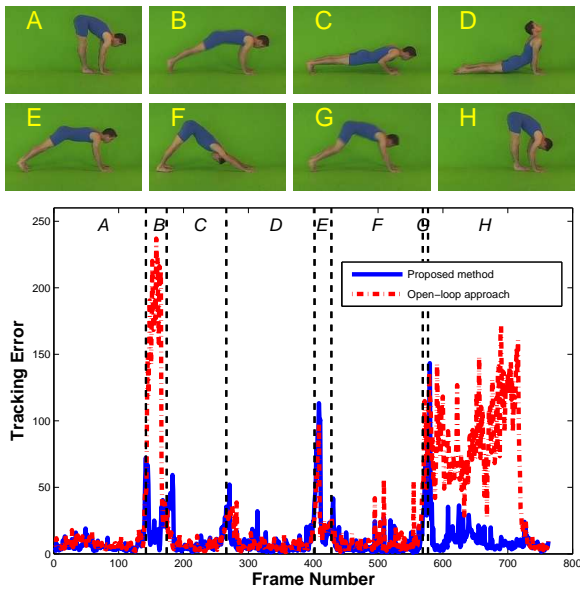 A B C D
E F G H
250
A B C D E F G H
Proposed method
Open-loop approach
200
150
100
50
0
Tracking Error
0 100 200 300 400 500 600 700 800
Frame Number